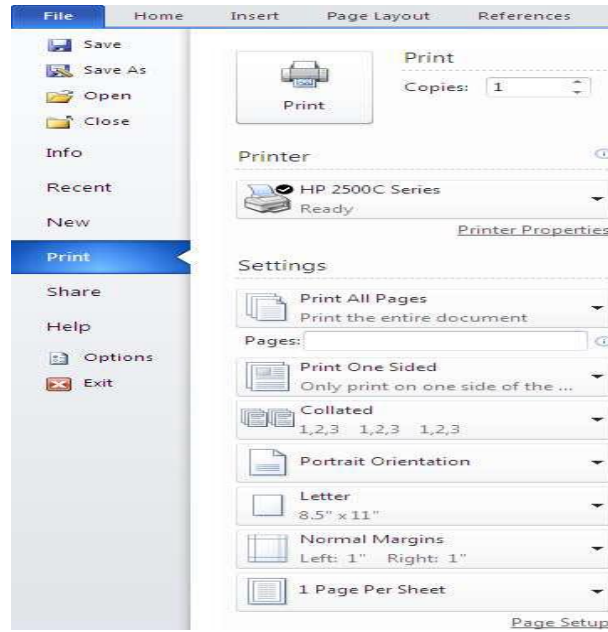 File Home Insert Page Layout References
Save
Save As
Open
Close
Info
Recent
New
Print
Share
Help
Options
Exit
Print
Print
Copies: 1
Printer
HP 2500C Series
Ready
Printer Properties
Settings
Print All Pages
Print the entire document
Pages:
Print One Sided
Only print on one side of the ...
Collated
1,2,3 1,2,3 1,2,3
Portrait Orientation
Letter
8.5" x 11"
Normal Margins
Left: 1" Right: 1"
1 Page Per Sheet
Page Setup